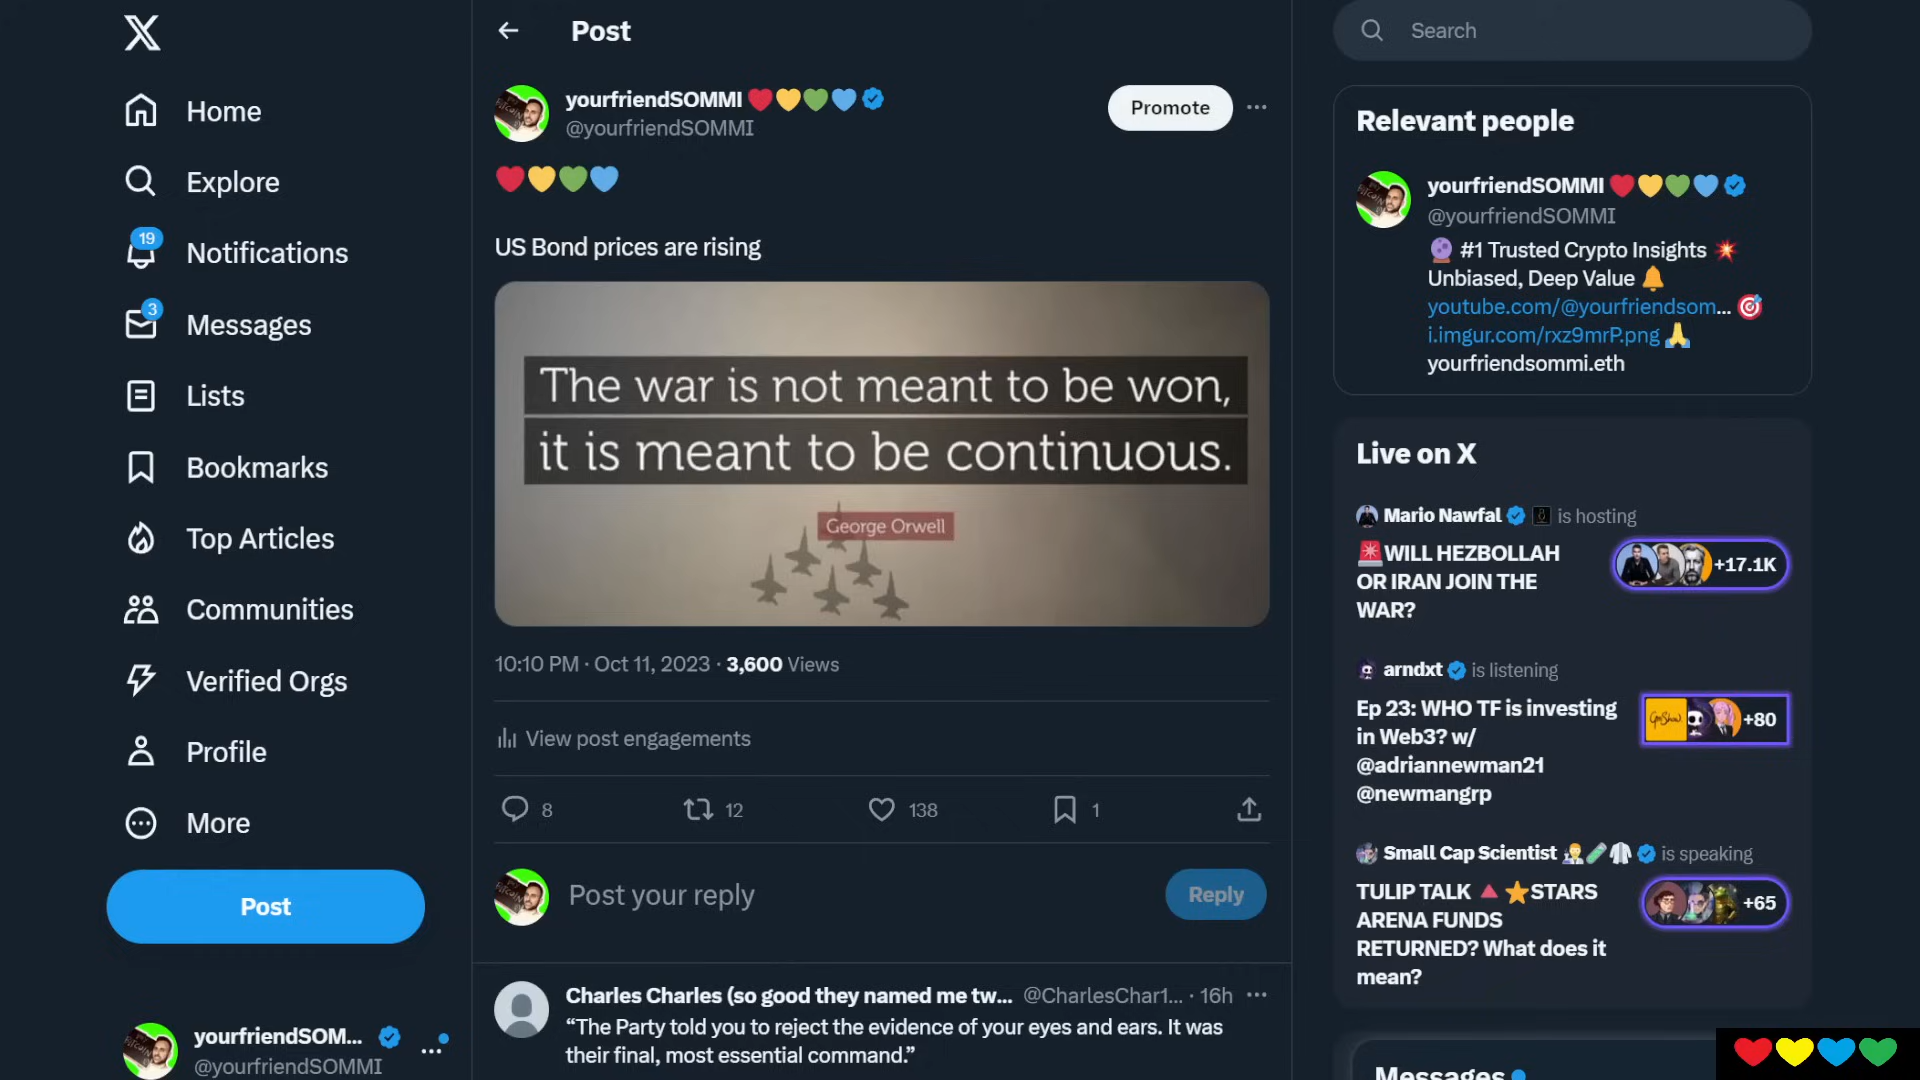 Home
Explore
19
Notifications
3
Messages
Lists
Bookmarks
Top Articles
Communities
Verified Orgs
Profile
More
Post
yourfriendSOM...
@yourfriendSOMMI
Post
yourfriendSOMMI ❤️💛💚💙
@yourfriendSOMMI
Promote
❤️💛💚💙
US Bond prices are rising
The war is not meant to be won,
it is meant to be continuous.
George Orwell
10:10 PM · Oct 11, 2023 · 3,600 Views
View post engagements
8 12 138 1
Post your reply
Reply
Charles Charles (so good they named me tw... @CharlesChar1... · 16h
“The Party told you to reject the evidence of your eyes and ears. It was
their final, most essential command.”
Search
Relevant people
yourfriendSOMMI ❤️💛💚💙
@yourfriendSOMMI
🔮 #1 Trusted Crypto Insights 💥
Unbiased, Deep Value 🔔
youtube.com/@yourfriendsom... 🎯
i.imgur.com/rxz9mrP.png 🙏
yourfriendsommi.eth
Live on X
Mario Nawfal is hosting
🚨WILL HEZBOLLAH
OR IRAN JOIN THE
WAR?
+17.1K
arndxt is listening
Ep 23: WHO TF is investing
in Web3? w/
@adriannewman21
@newmangrp
+80
Small Cap Scientist 👨‍🔬🧪🥼 is speaking
TULIP TALK 🔺⭐STARS
ARENA FUNDS
RETURNED? What does it
mean?
+65
Messages